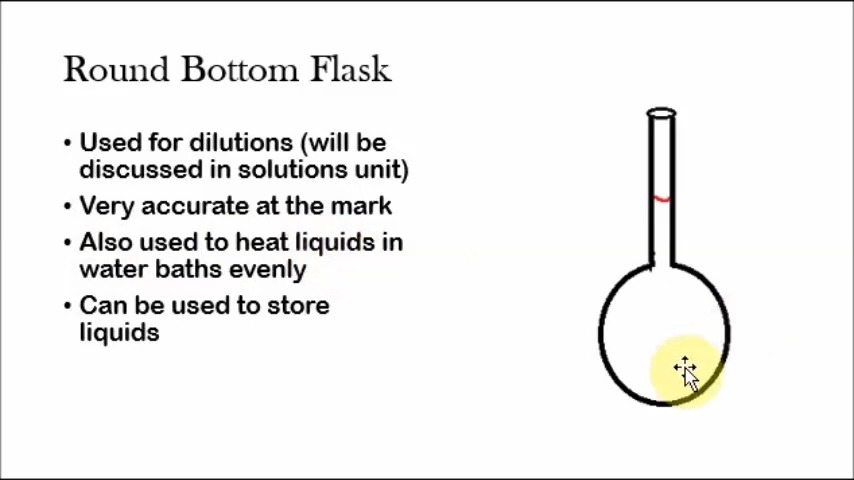 Round Bottom Flask
• Used for dilutions (will be
discussed in solutions unit)
• Very accurate at the mark
• Also used to heat liquids in
water baths evenly
• Can be used to store
liquids